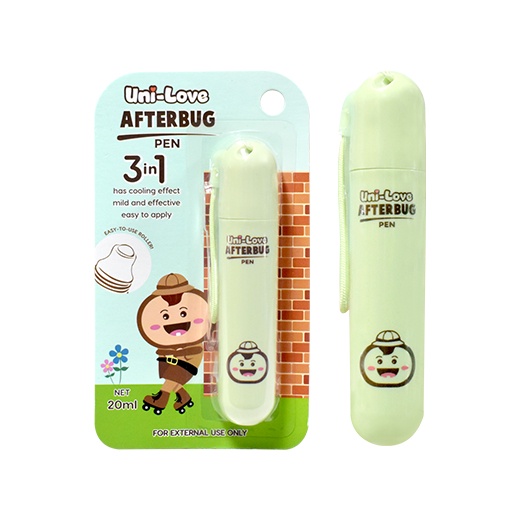 Uni-Love
AFTERBUG
PEN
3in1
has cooling effect
mild and effective
easy to apply
EASY-TO-USE ROLLER!
NET
20ml
FOR EXTERNAL USE ONLY
Uni-Love
AFTERBUG
PEN
Uni-Love
AFTERBUG
PEN